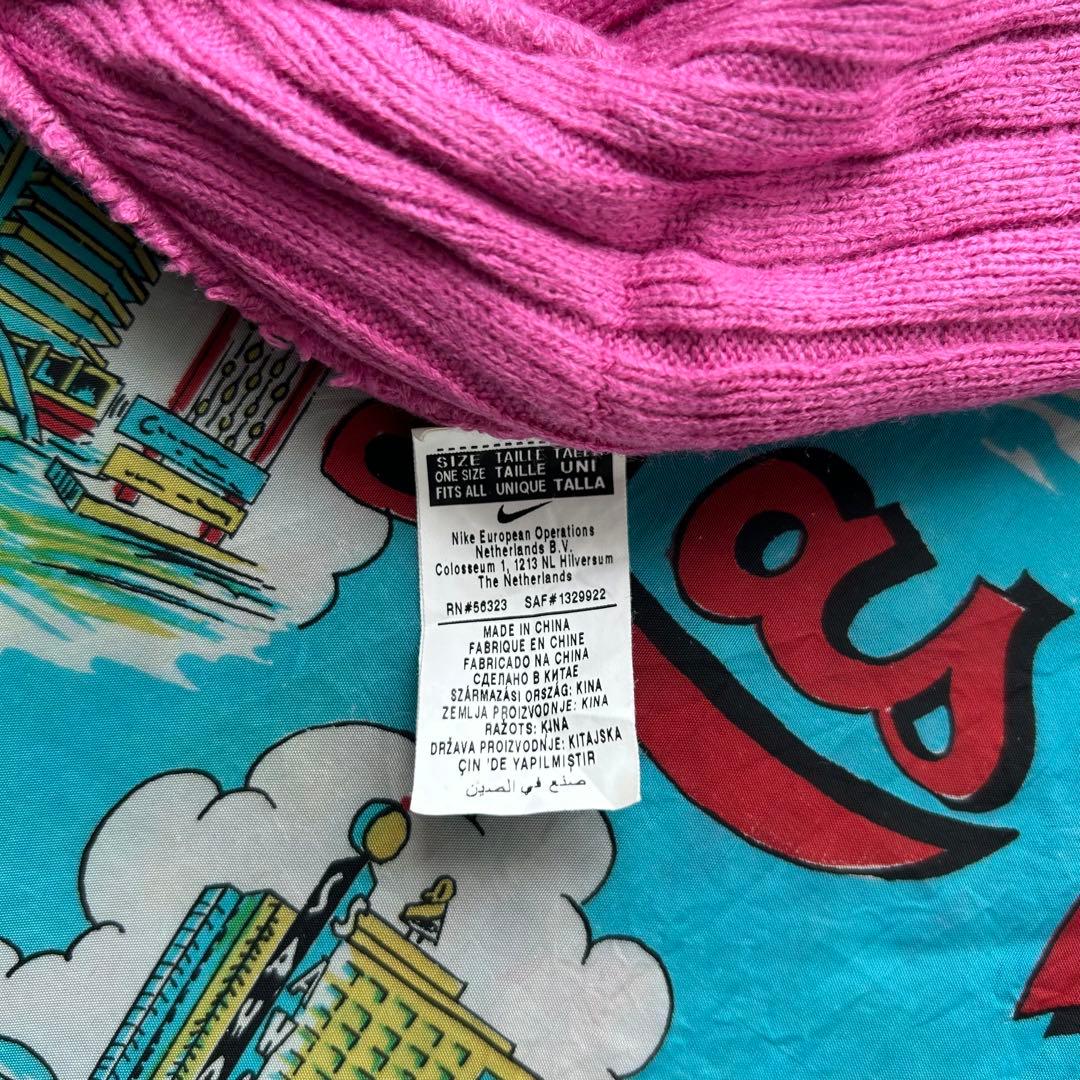 SIZE TAILLE TAGLIA
ONE SIZE TAILLE UNI
FITS ALL UNIQUE TALLA
Nike European Operations
Netherlands B.V.
Colosseum 1, 1213 NL Hilversum
The Netherlands
RN#56323 SAF#1329922
MADE IN CHINA
FABRIQUE EN CHINE
FABRICADO NA CHINA
СДЕЛАНО В КИТАЕ
SZÁRMAZÁSI ORSZÁG: KINA
ZEMLJA PROIZVODNJE: KINA
RAŽOTS: ĶĪNA
DRŽAVA PROIZVODNJE: KITAJSKA
ÇIN 'DE YAPILMIŞTIR
صنع في الصين